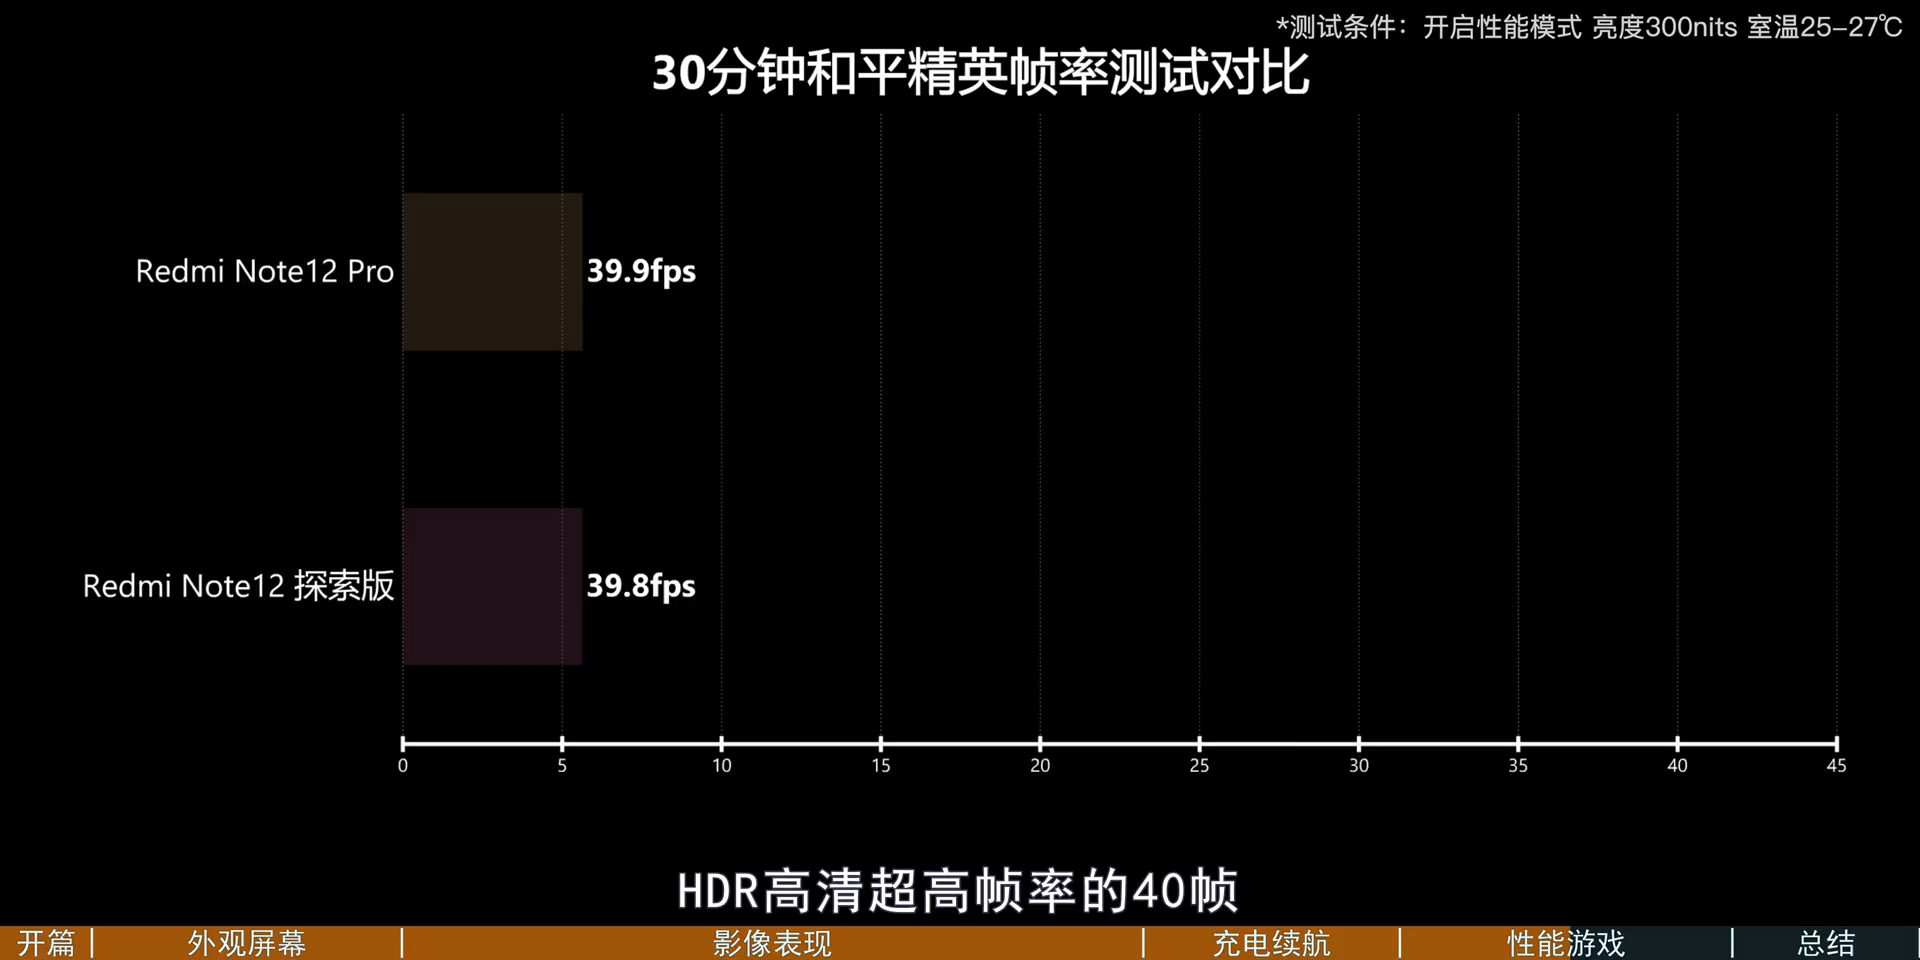 *测试条件：开启性能模式 亮度300nits 室温25-27℃
30分钟和平精英帧率测试对比
Redmi Note12 Pro 39.9fps
Redmi Note12 探索版 39.8fps
0 5 10 15 20 25 30 35 40 45
HDR高清超高帧率的40帧
开篇 | 外观屏幕 | 影像表现 | 充电续航 | 性能游戏 | 总结